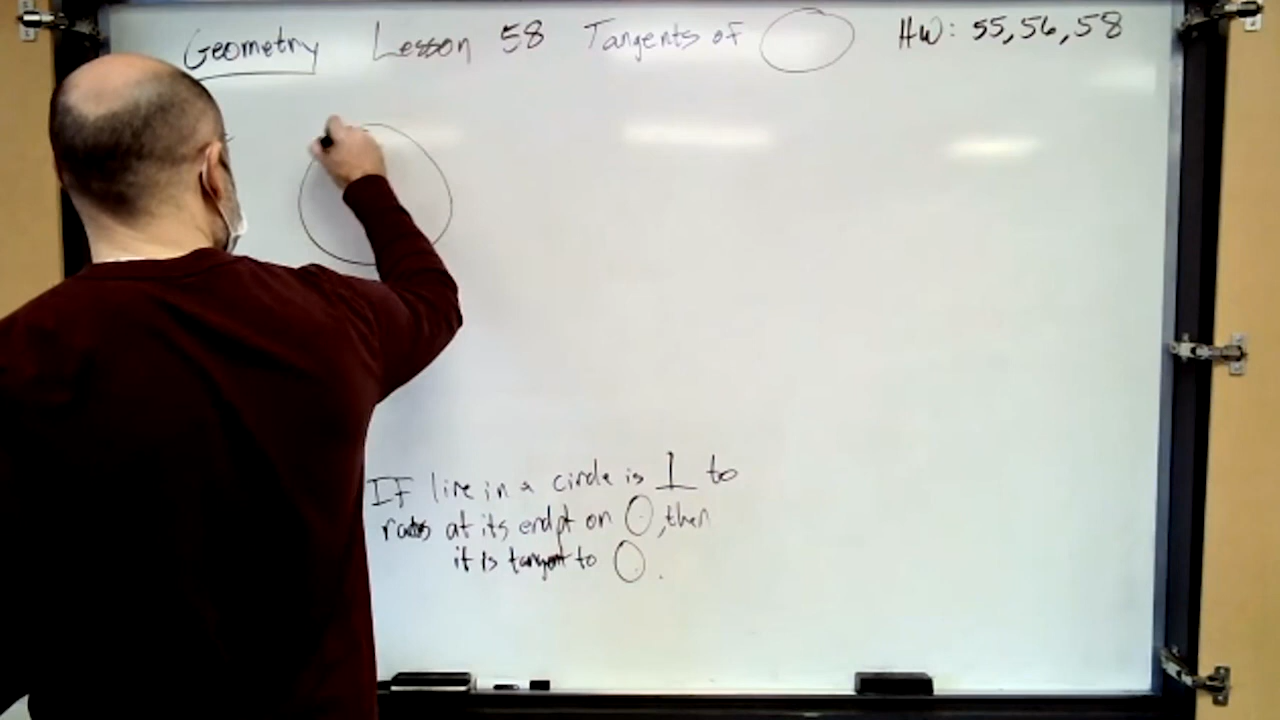 Geometry Lesson 58 Tangents of HW: 55, 56, 58
IF line in a circle is ⊥ to
radius at its endpt on , then
it is tangent to .